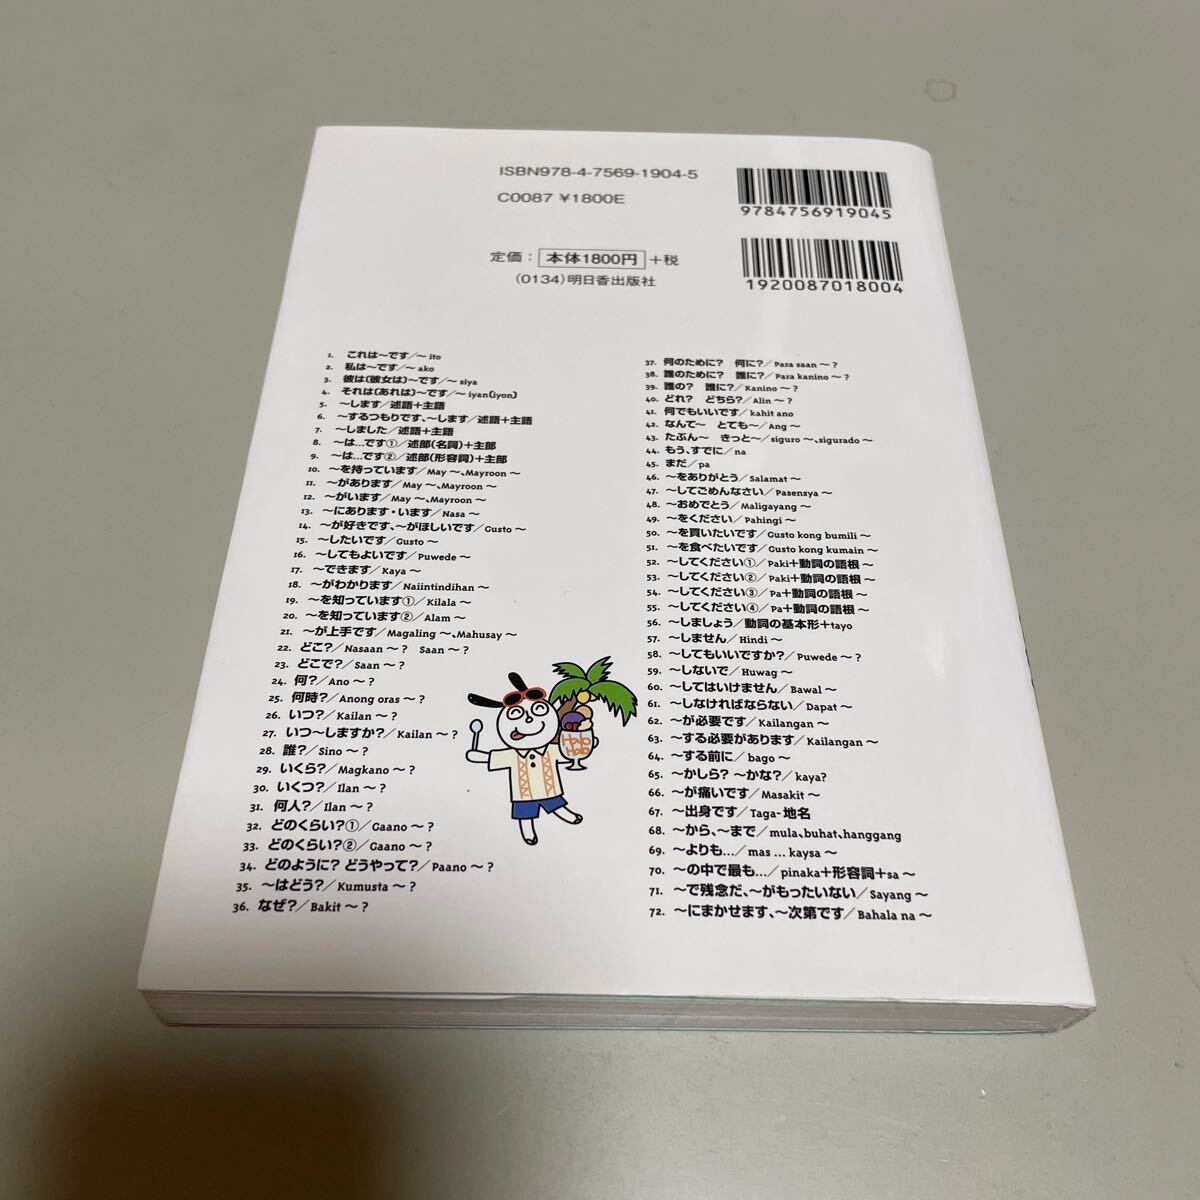 ISBN978-4-7569-1904-5
C0087 ¥1800E
9784756919045
定価： 本体1800円 ＋税
(0134)明日香出版社
1920087018004
1. これは～です／～ ito
2. 私は～です／～ ako
3. 彼は〔彼女は〕～です／～ siya
4. それは〔あれは〕～です／～ iyan〔iyon〕
5. ～します／述語＋主語
6. ～するつもりです、～します／述語＋主語
7. ～しました／述語＋主語
8. ～は…です①／述部(名詞)＋主部
9. ～は…です②／述部(形容詞)＋主部
10. ～を持っています／May ～、Mayroon ～
11. ～があります／May ～、Mayroon ～
12. ～がいます／May ～、Mayroon ～
13. ～にあります・います／Nasa ～
14. ～が好きです、～がほしいです／Gusto ～
15. ～したいです／Gusto ～
16. ～してもよいです／Puwede ～
17. ～できます／Kaya ～
18. ～がわかります／Naiintindihan ～
19. ～を知っています①／Kilala ～
20. ～を知っています②／Alam ～
21. ～が上手です／Magaling ～、Mahusay ～
22. どこ？／Nasaan ～ ? Saan ～ ?
23. どこで？／Saan ～ ?
24. 何？／Ano ～ ?
25. 何時？／Anong oras ～ ?
26. いつ？／Kailan ～ ?
27. いつ～しますか？／Kailan ～ ?
28. 誰？／Sino ～ ?
29. いくら？／Magkano ～ ?
30. いくつ？／Ilan ～ ?
31. 何人？／Ilan ～ ?
32. どのくらい？①／Gaano ～ ?
33. どのくらい？②／Gaano ～ ?
34. どのように？ どうやって？／Paano ～ ?
35. ～はどう？／Kumusta ～ ?
36. なぜ？／Bakit ～ ?
37. 何のために？ 何に？／Para saan ～ ?
38. 誰のために？ 誰に？／Para kanino ～ ?
39. 誰の？ 誰に？／Kanino ～ ?
40. どれ？ どちら？／Alin ～ ?
41. 何でもいいです／kahit ano
42. なんて～ とても～／Ang ～
43. たぶん～ きっと～／siguro ～、sigurado ～
44. もう、すでに／na
45. まだ／pa
46. ～をありがとう／Salamat ～
47. ～してごめんなさい／Pasensya ～
48. ～おめでとう／Maligayang ～
49. ～をください／Pahingi ～
50. ～を買いたいです／Gusto kong bumili ～
51. ～を食べたいです／Gusto kong kumain ～
52. ～してください①／Paki＋動詞の語根 ～
53. ～してください②／Paki＋動詞の語根 ～
54. ～してください③／Pa＋動詞の語根 ～
55. ～してください④／Pa＋動詞の語根 ～
56. ～しましょう／動詞の基本形＋tayo
57. ～しません／Hindi ～
58. ～してもいいですか？／Puwede ～ ?
59. ～しないで／Huwag ～
60. ～してはいけません／Bawal ～
61. ～しなければならない／Dapat ～
62. ～が必要です／Kailangan ～
63. ～する必要があります／Kailangan ～
64. ～する前に／bago ～
65. ～かしら？ ～かな？／kaya?
66. ～が痛いです／Masakit ～
67. ～出身です／Taga-地名
68. ～から、～まで／mula, buhat, hanggang
69. ～よりも…／mas … kaysa ～
70. ～の中で最も…／pinaka＋形容詞＋sa ～
71. ～で残念だ、～がもったいない／Sayang ～
72. ～にまかせます、～次第です／Bahala na ～
Halo
Halo